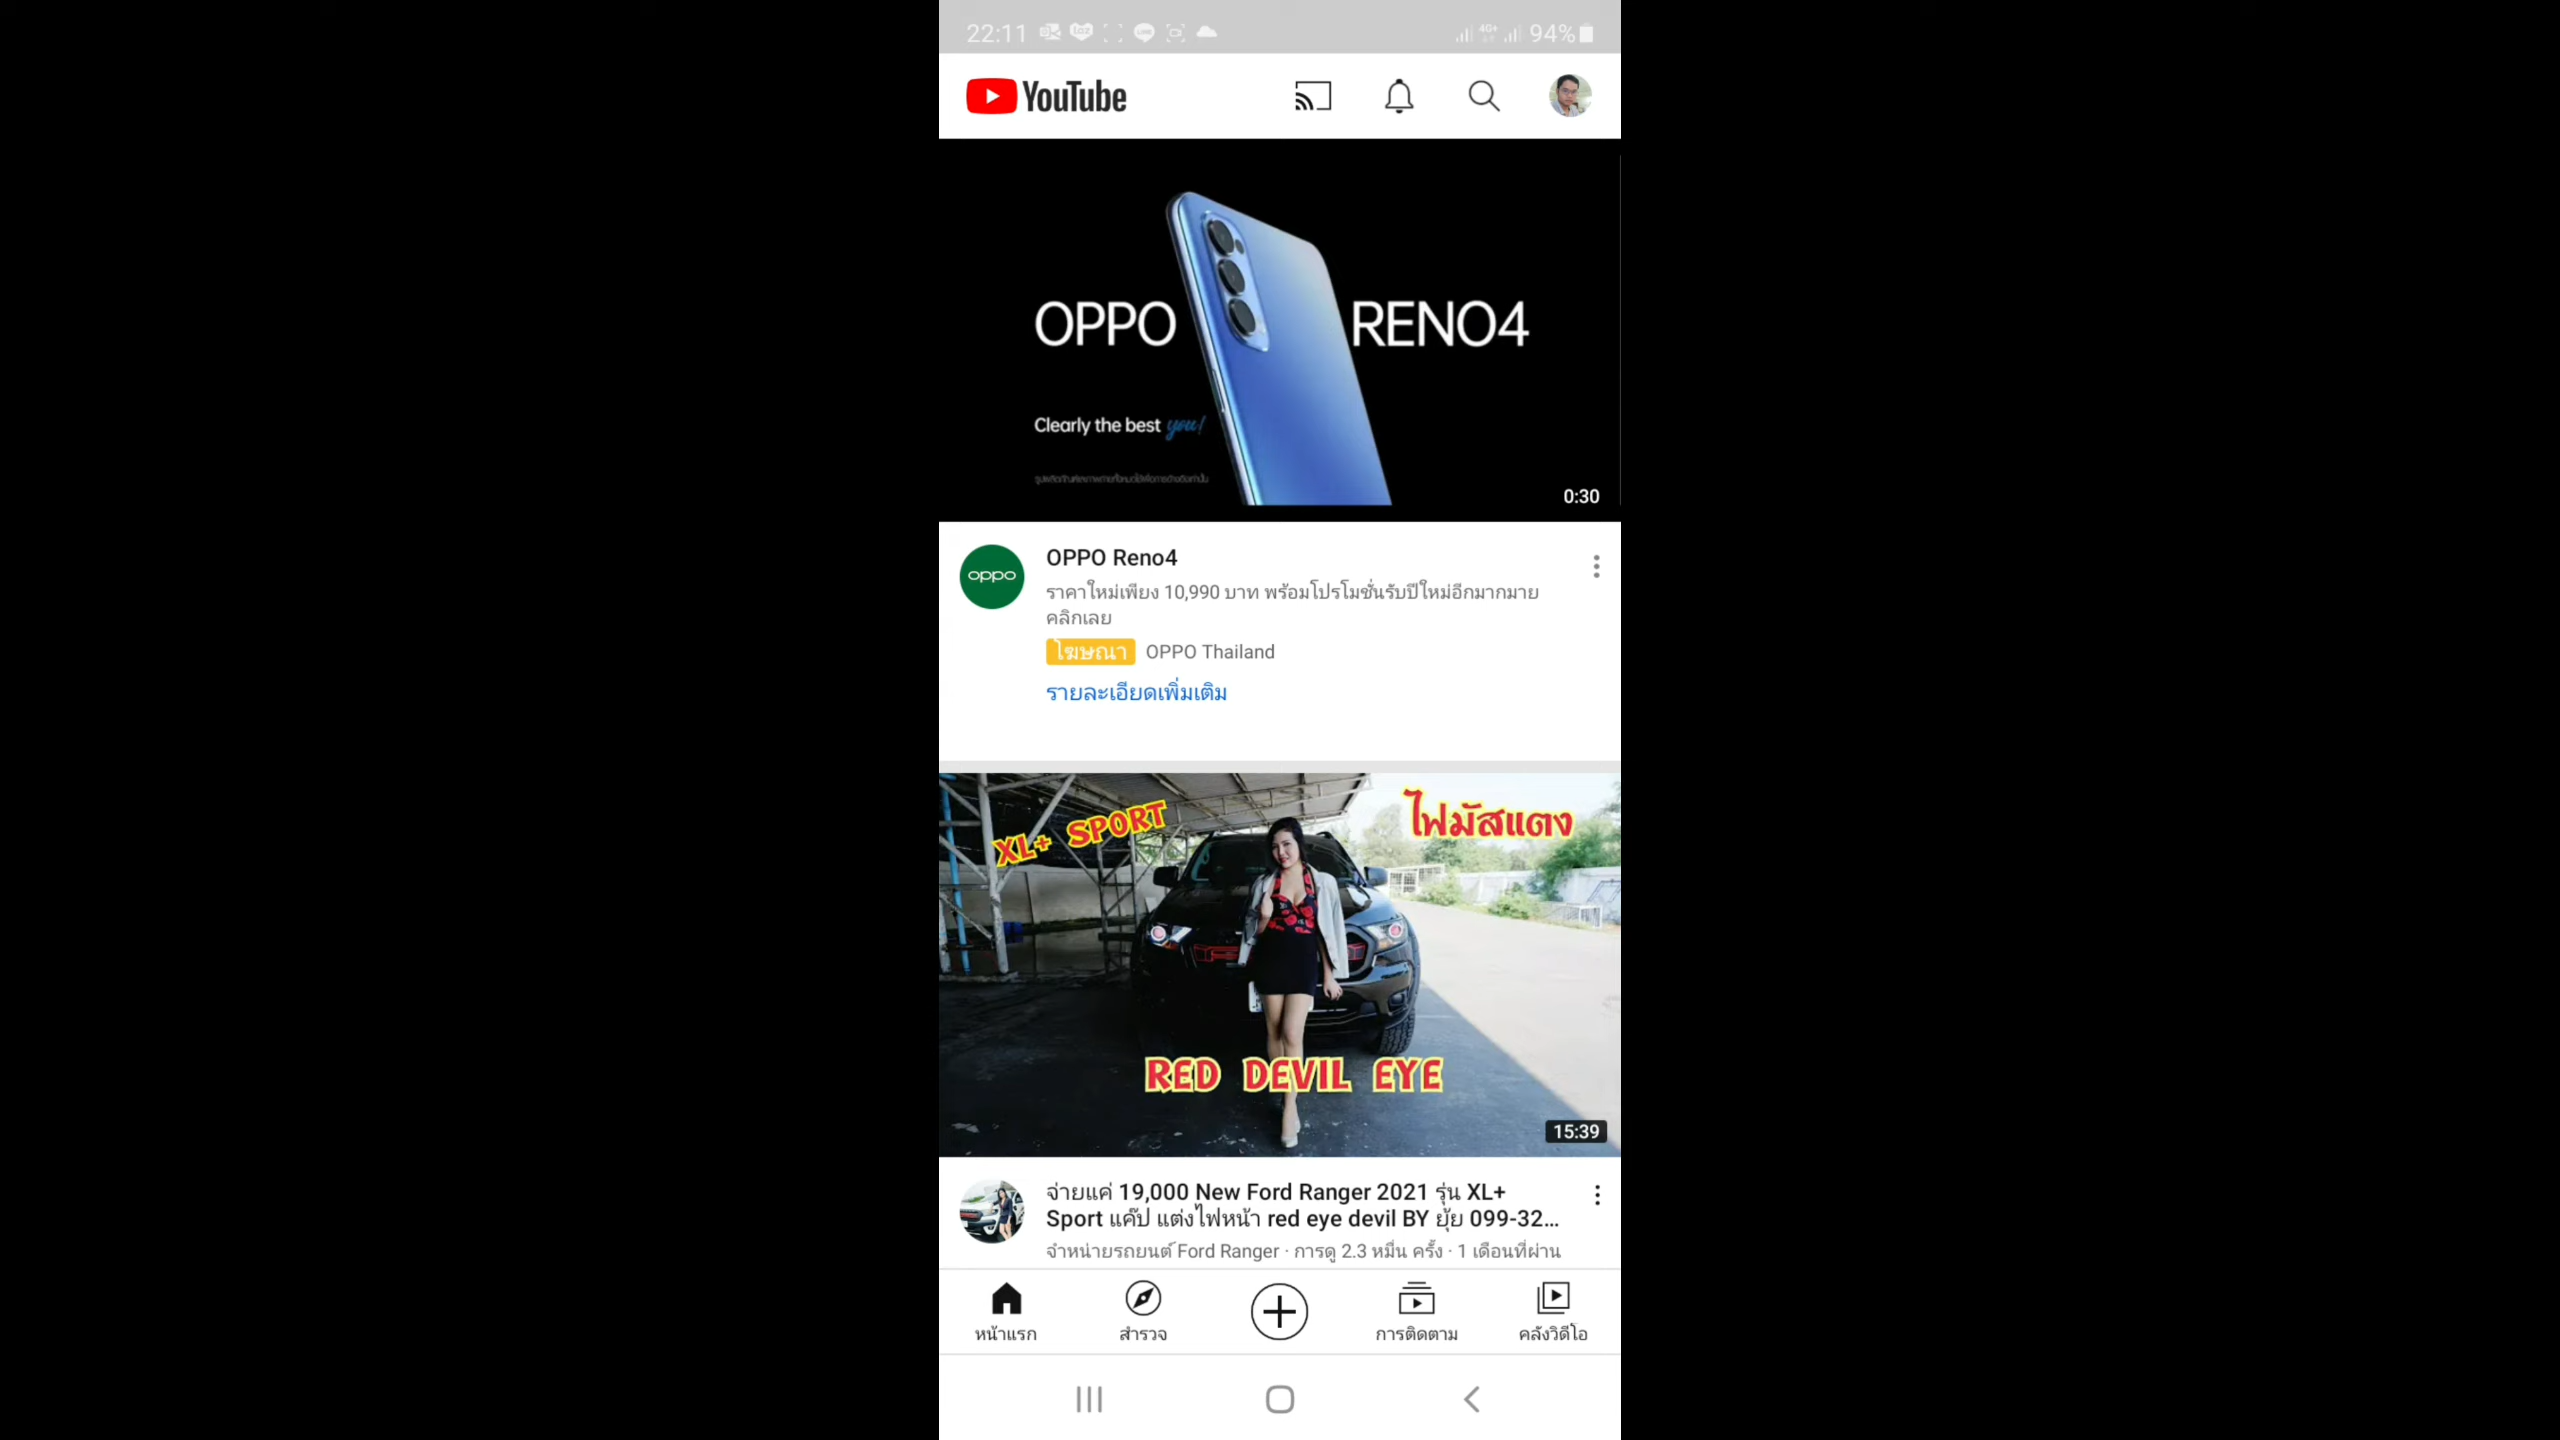 22:11
4G+
94%
YouTube
OPPO RENO4
Clearly the best you!
0:30
OPPO Reno4
oppo
ราคาใหม่เพียง 10,990 บาท พร้อมโปรโมชั่นรับปีใหม่อีกมากมาย
คลิกเลย
โฆษณา OPPO Thailand
รายละเอียดเพิ่มเติม
XL+ SPORT
ไฟมัสแตง
RED DEVIL EYE
15:39
จ่ายแค่ 19,000 New Ford Ranger 2021 รุ่น XL+
Sport แค๊ป แต่งไฟหน้า red eye devil BY ยุ้ย 099-32...
จำหน่ายรถยนต์ Ford Ranger · การดู 2.3 หมื่น ครั้ง · 1 เดือนที่ผ่าน
หน้าแรก
สำรวจ
การติดตาม
คลังวิดีโอ